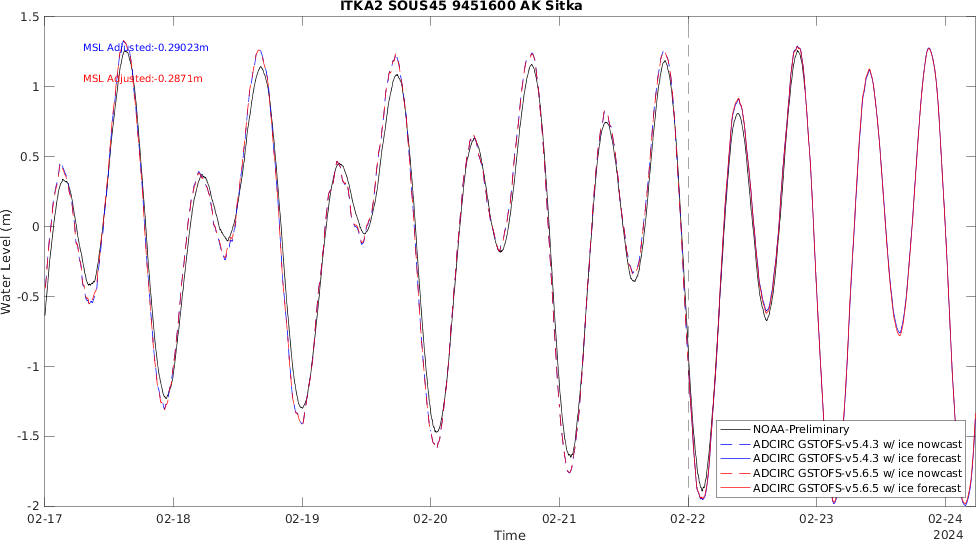 ITKA2 SOUS45 9451600 AK Sitka
1.5
MSL Adjusted:-0.29023m
MSL Adjusted:-0.2871m
1
0.5
0
-0.5
-1
-1.5
-2
Water Level (m)
NOAA-Preliminary
ADCIRC GSTOFS-v5.4.3 w/ ice nowcast
ADCIRC GSTOFS-v5.4.3 w/ ice forecast
ADCIRC GSTOFS-v5.6.5 w/ ice nowcast
ADCIRC GSTOFS-v5.6.5 w/ ice forecast
02-17 02-18 02-19 02-20 02-21 02-22 02-23 02-24
2024
Time